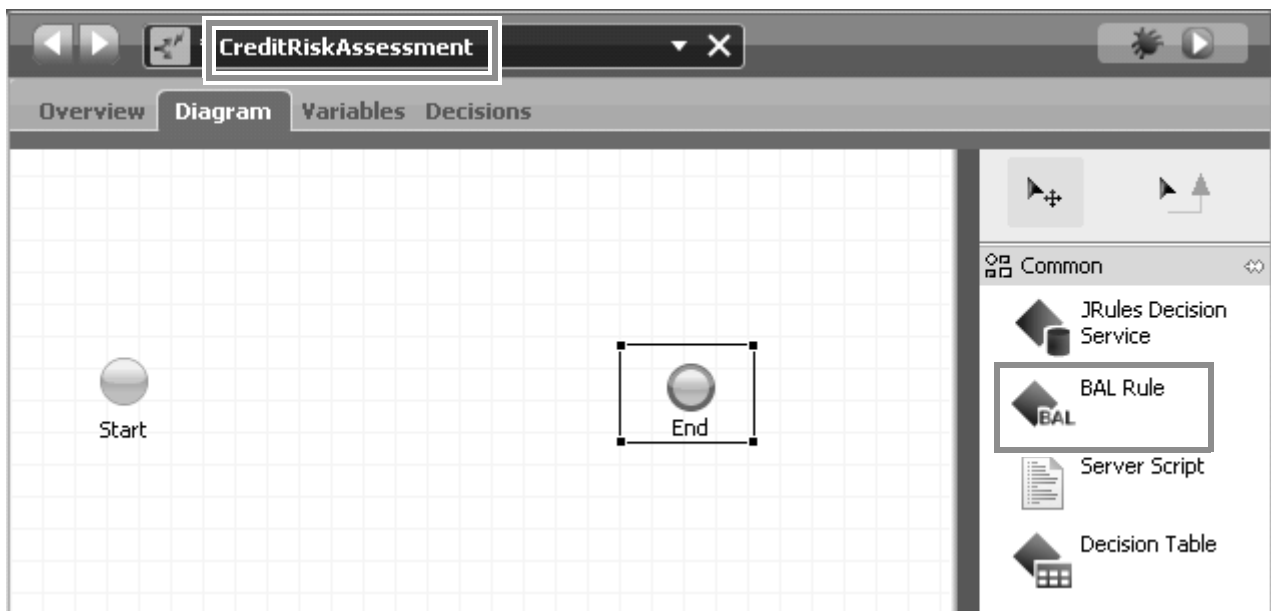 CreditRiskAssessment
Overview Diagram Variables Decisions
Common
JRules Decision
Service
BAL Rule
BAL
Start
End
Server Script
Decision Table